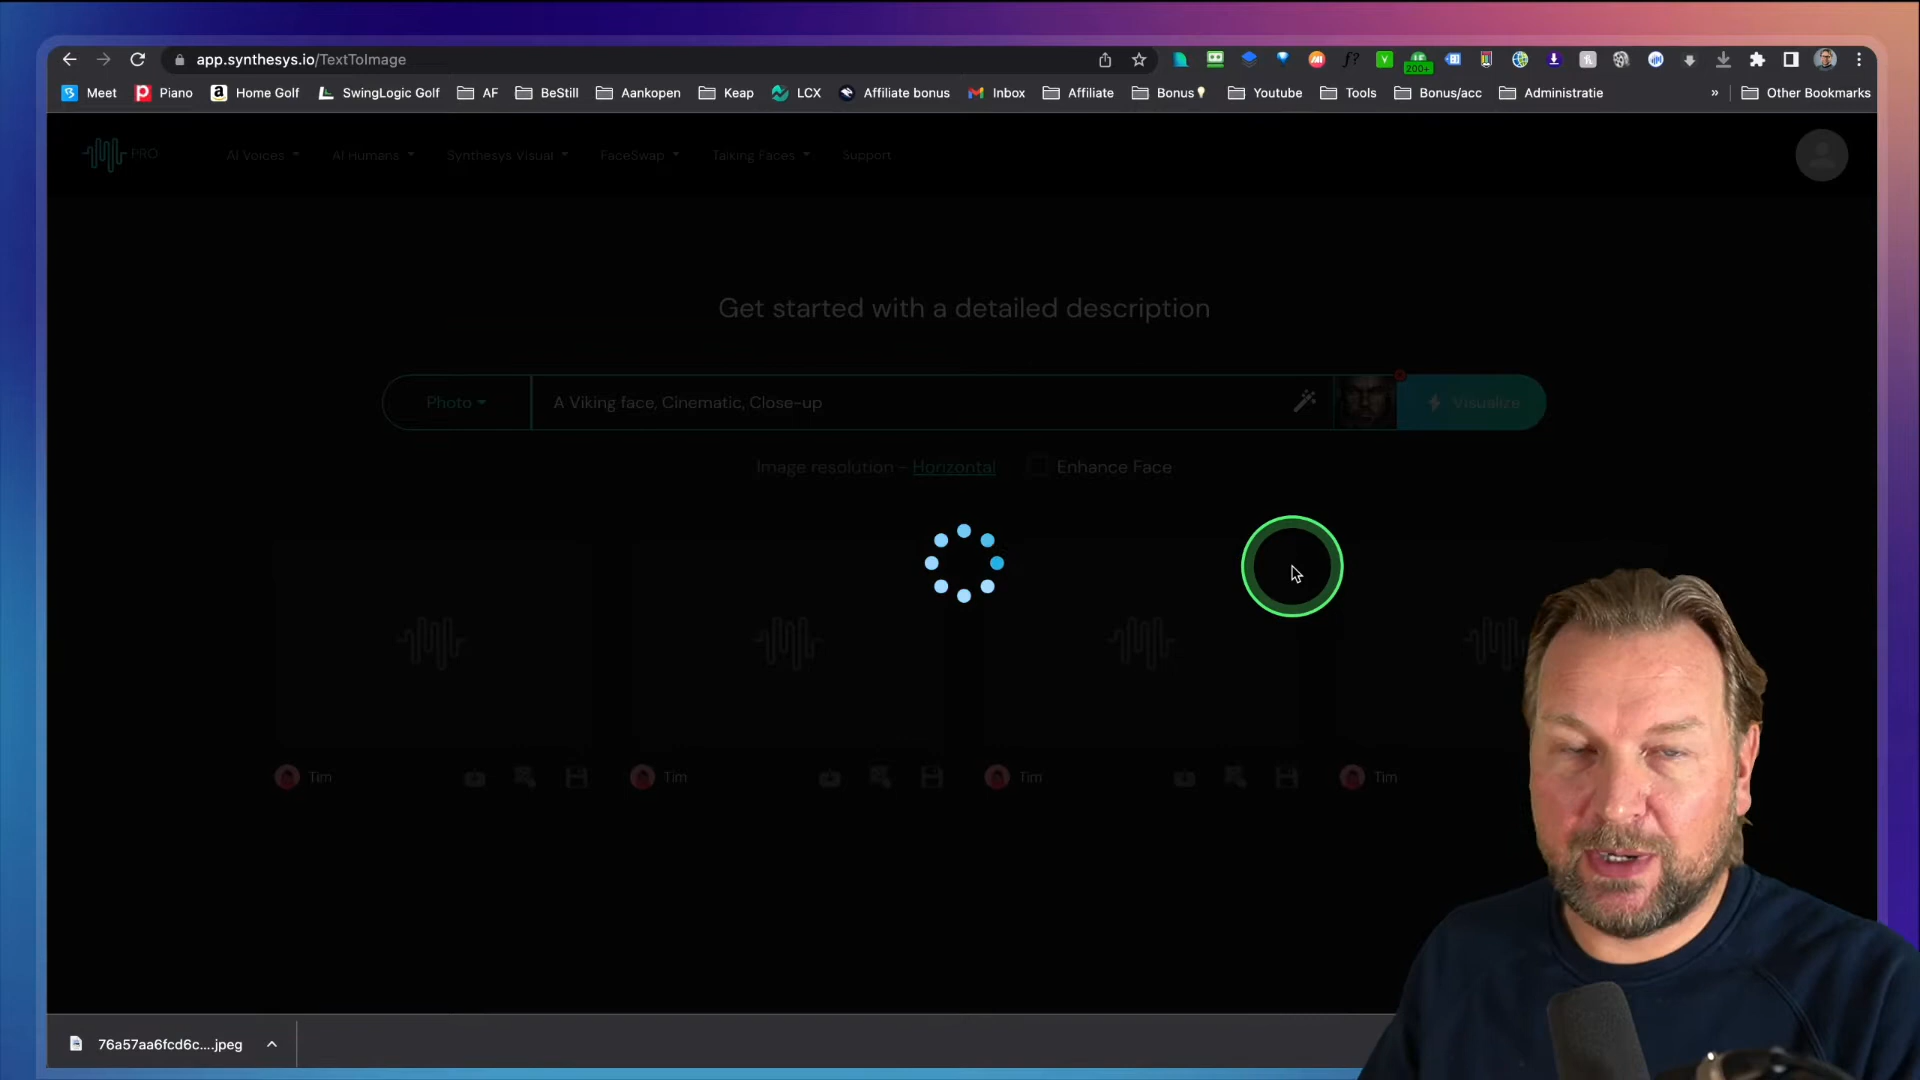 app.synthesys.io/TextToImage
200+
Meet Piano Home Golf SwingLogic Golf AF BeStill Aankopen Keap LCX Affiliate bonus Inbox Affiliate Bonus Youtube Tools Bonus/acc Administratie » Other Bookmarks
PRO AI Voices AI Humans Synthesys Visual FaceSwap Talking Faces Support
Get started with a detailed description
Photo A Viking face, Cinematic, Close-up Visualize
Image resolution - Horizontal Enhance Face
Tim Tim Tim Tim
76a57aa6fcd6c....jpeg